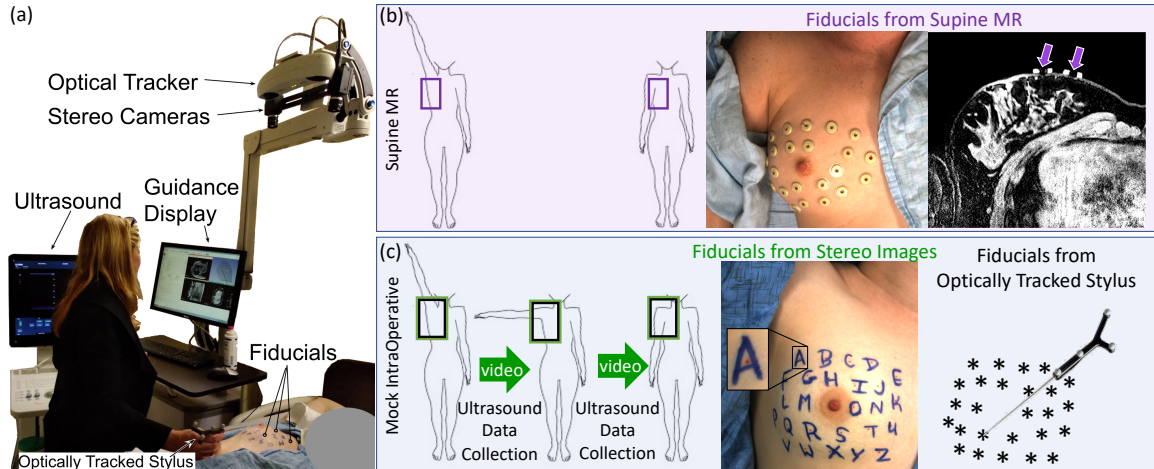 (a)
Optical Tracker
Stereo Cameras
Ultrasound
Guidance
Display
Fiducials
Optically Tracked Stylus
(b)
Fiducials from Supine MR
Supine MR
(c)
Fiducials from Stereo Images
Fiducials from
Optically Tracked Stylus
Mock IntraOperative
video
video
Ultrasound
Data
Collection
Ultrasound
Data
Collection
A
A B C D
G H I J E
L M O N K
P Q R S T U
V W X Y Z